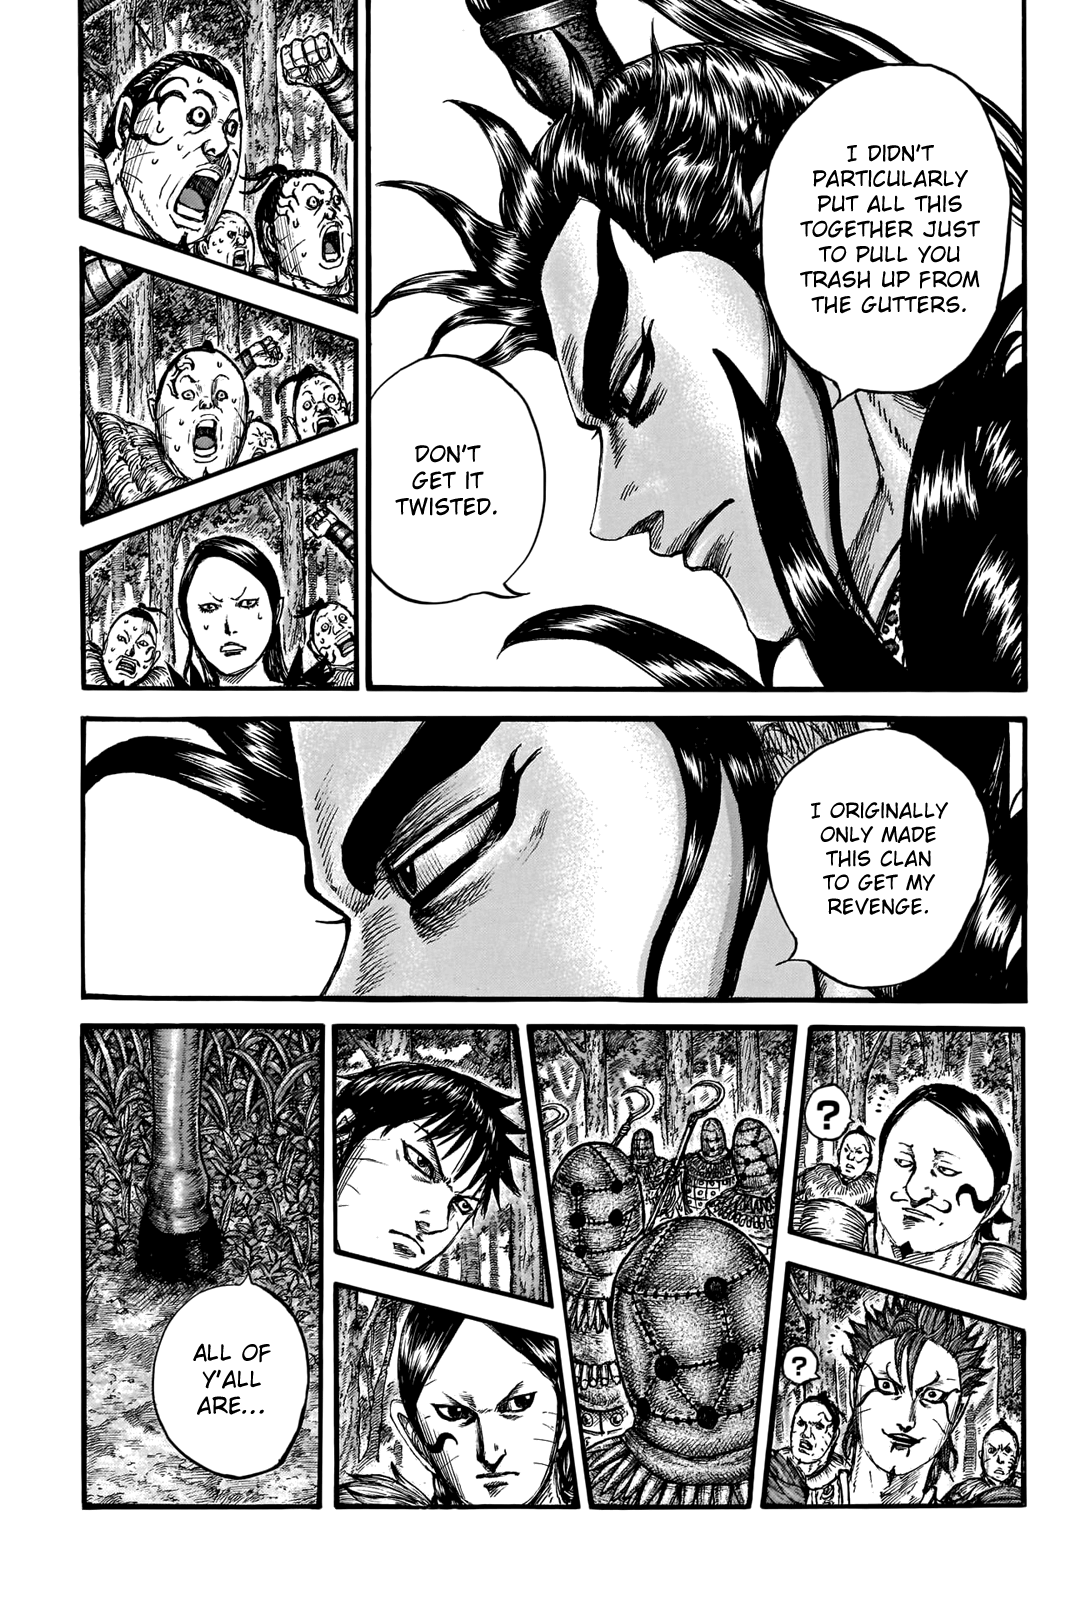 I DIDN'T
PARTICULARLY
PUT ALL THIS
TOGETHER JUST
TO PULL YOU
TRASH UP FROM
THE GUTTERS.
DON'T
GET IT
TWISTED.
I ORIGINALLY
ONLY MADE
THIS CLAN
TO GET MY
REVENGE.
?
?
ALL OF
Y'ALL
ARE...